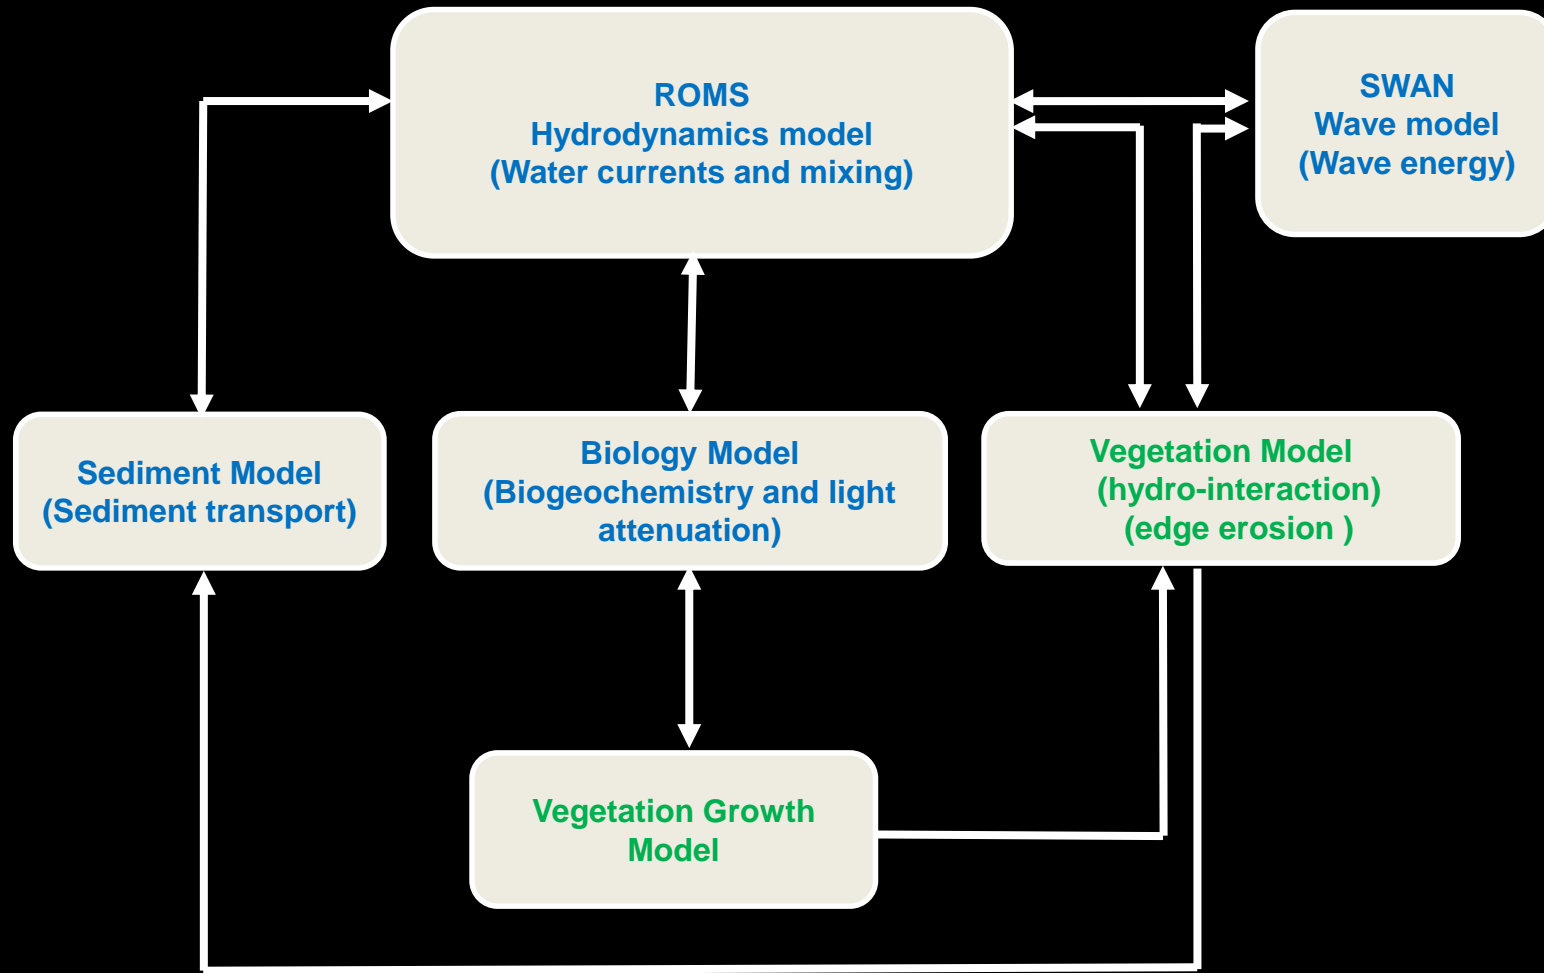 ROMS
Hydrodynamics model
(Water currents and mixing)
SWAN
Wave model
(Wave energy)
Sediment Model
(Sediment transport)
Biology Model
(Biogeochemistry and light
attenuation)
Vegetation Model
(hydro-interaction)
(edge erosion )
Vegetation Growth
Model